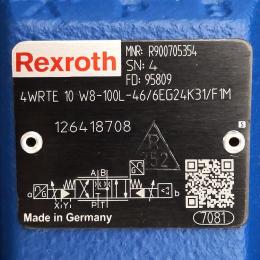 Rexroth
MNR: R900705354
SN: 4
FD: 95809
4WRTE 10 W8-100L-46/6EG24K31/F1M
126418708
R
252
A B
a
b
X Y
P T
Made in Germany
7081
S